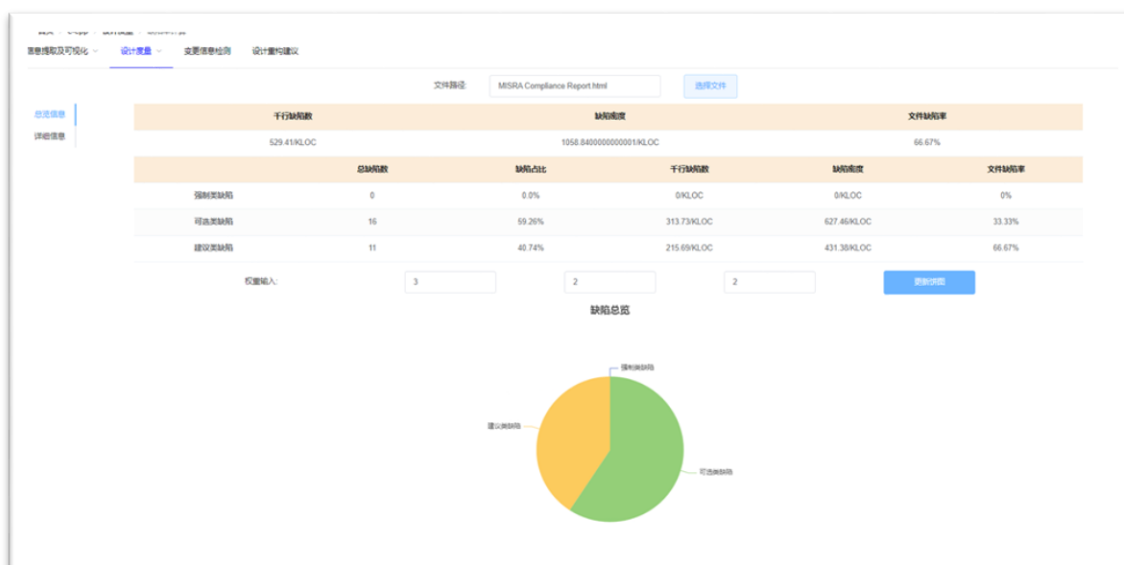 信息提取及可视化 设计度量 变更信息检测 设计重构建议
文件路径: MISRA Compliance Report.html 选择文件
总览信息
详细信息
千行缺陷数 缺陷密度 文件缺陷率
529.41/KLOC 1058.8400000000001/KLOC 66.67%
总缺陷数 缺陷占比 千行缺陷数 缺陷密度 文件缺陷率
强制类缺陷 0 0.0% 0/KLOC 0/KLOC 0%
可选类缺陷 16 59.26% 313.73/KLOC 627.46/KLOC 33.33%
建议类缺陷 11 40.74% 215.69/KLOC 431.38/KLOC 66.67%
权重输入: 3 2 2 更新饼图
缺陷总览
强制类缺陷
建议类缺陷
可选类缺陷